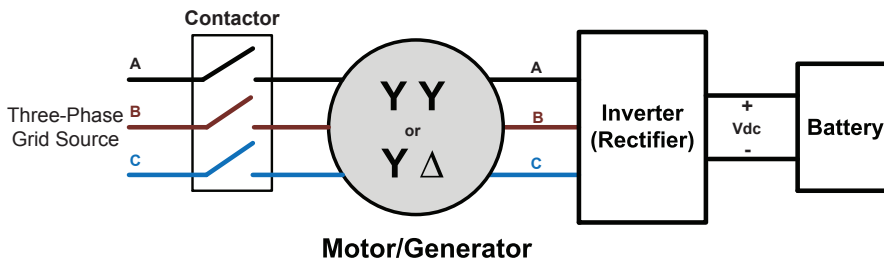 Contactor
A
B
C
Three-Phase
Grid Source
Y Y
or
Y Δ
Motor/Generator
A
B
C
Inverter
(Rectifier)
+
Vdc
-
Battery